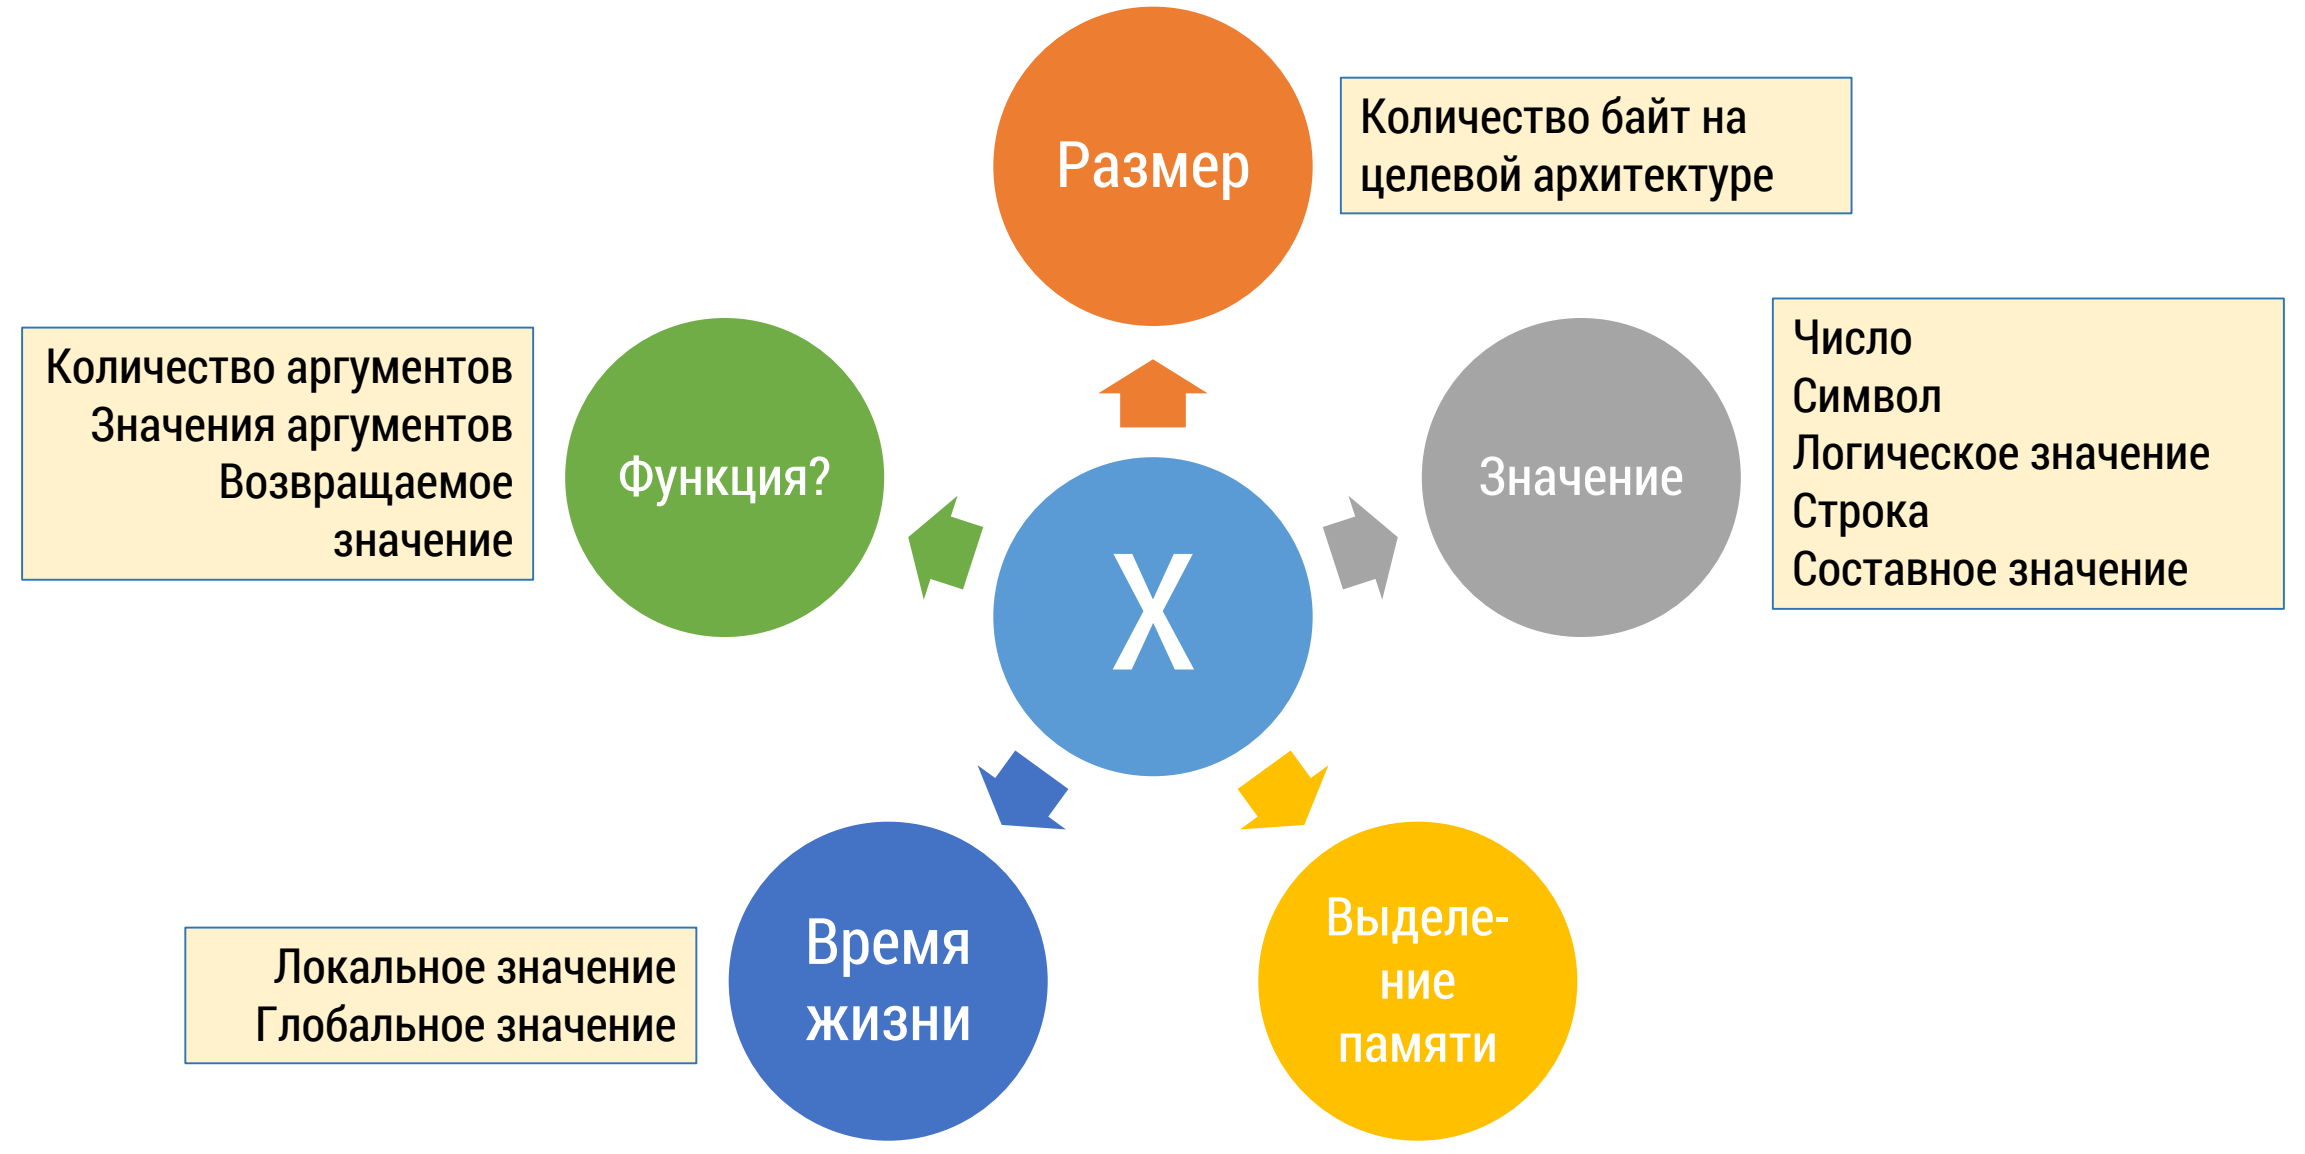 Размер
Количество байт на
целевой архитектуре
Количество аргументов
Значения аргументов
Возвращаемое
значение
Функция?
X
Значение
Число
Символ
Логическое значение
Строка
Составное значение
Локальное значение
Глобальное значение
Время
жизни
Выделе-
ние
памяти